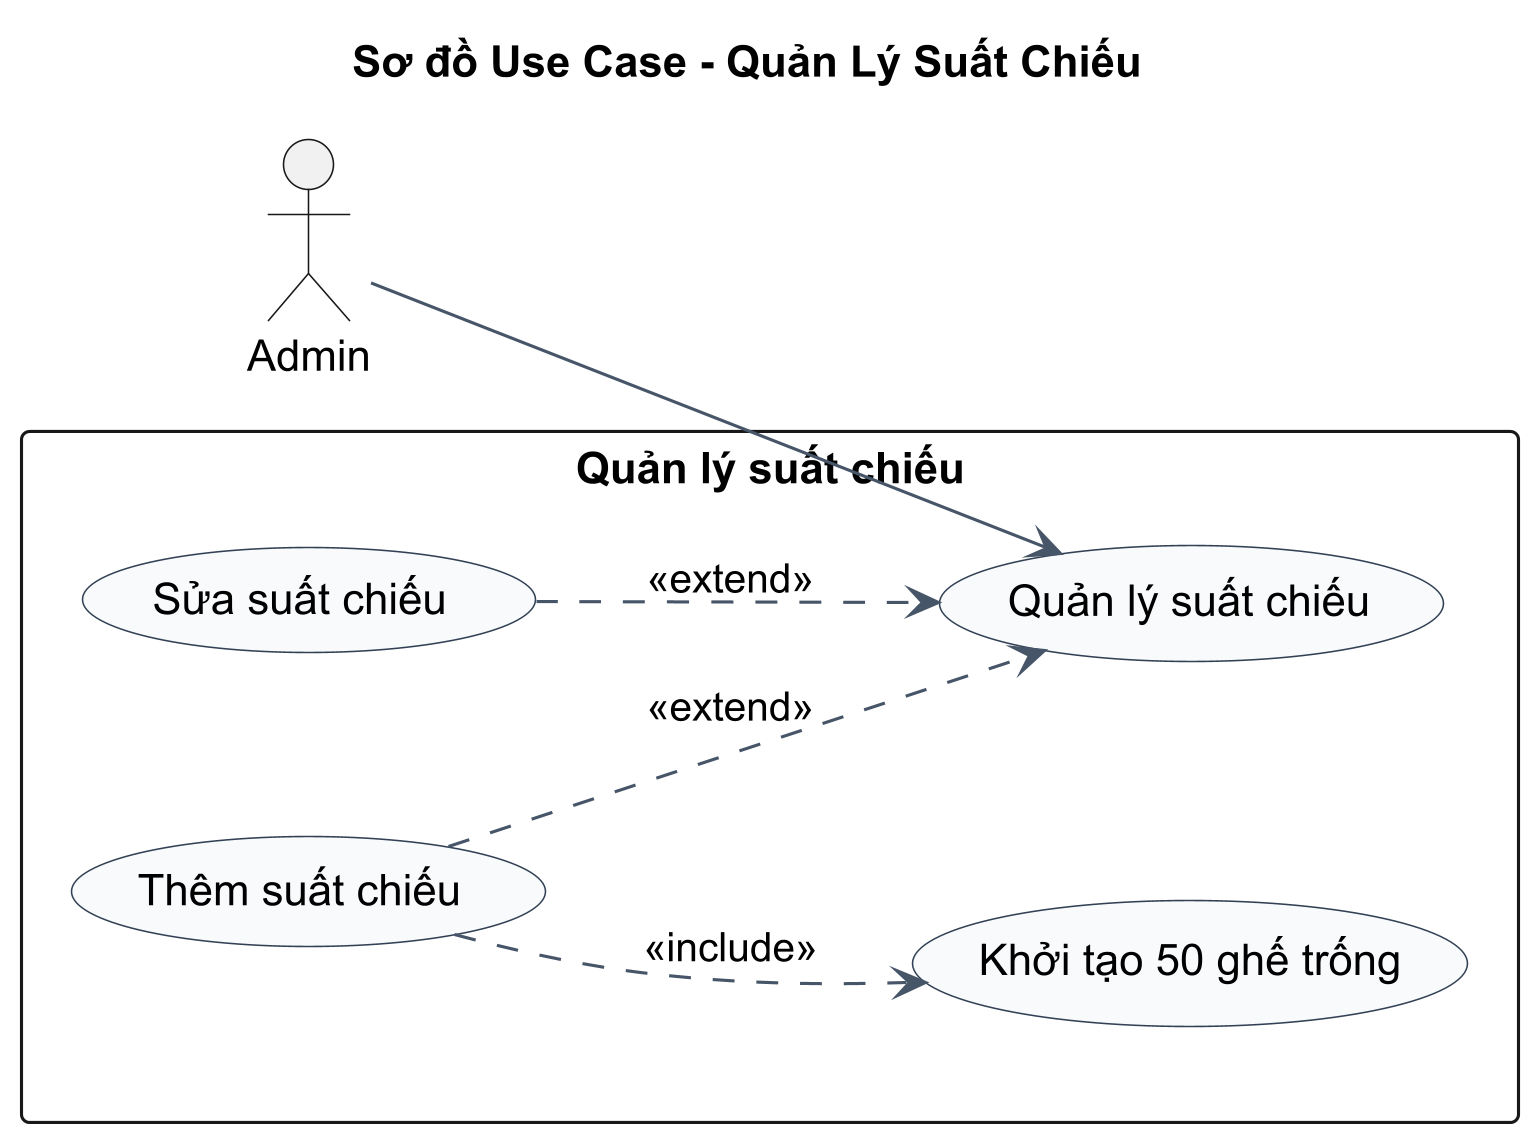 Sơ đồ Use Case - Quản Lý Suất Chiếu
Admin
Quản lý suất chiếu
Sửa suất chiếu
«extend»
Quản lý suất chiếu
«extend»
Thêm suất chiếu
«include»
Khởi tạo 50 ghế trống